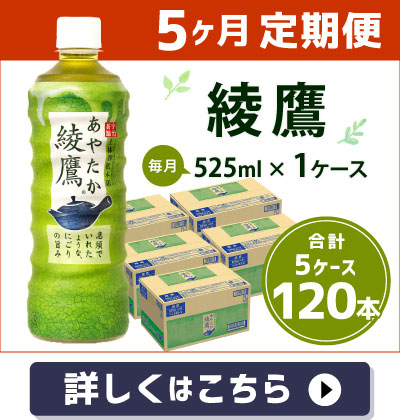 5ヶ月 定期便
綾鷹
毎月 525ml × 1ケース
あやたか
綾鷹
急須で
いれた
ような、
にごり
の旨み
綾鷹
合計
5ケース
120本
詳しくはこちら